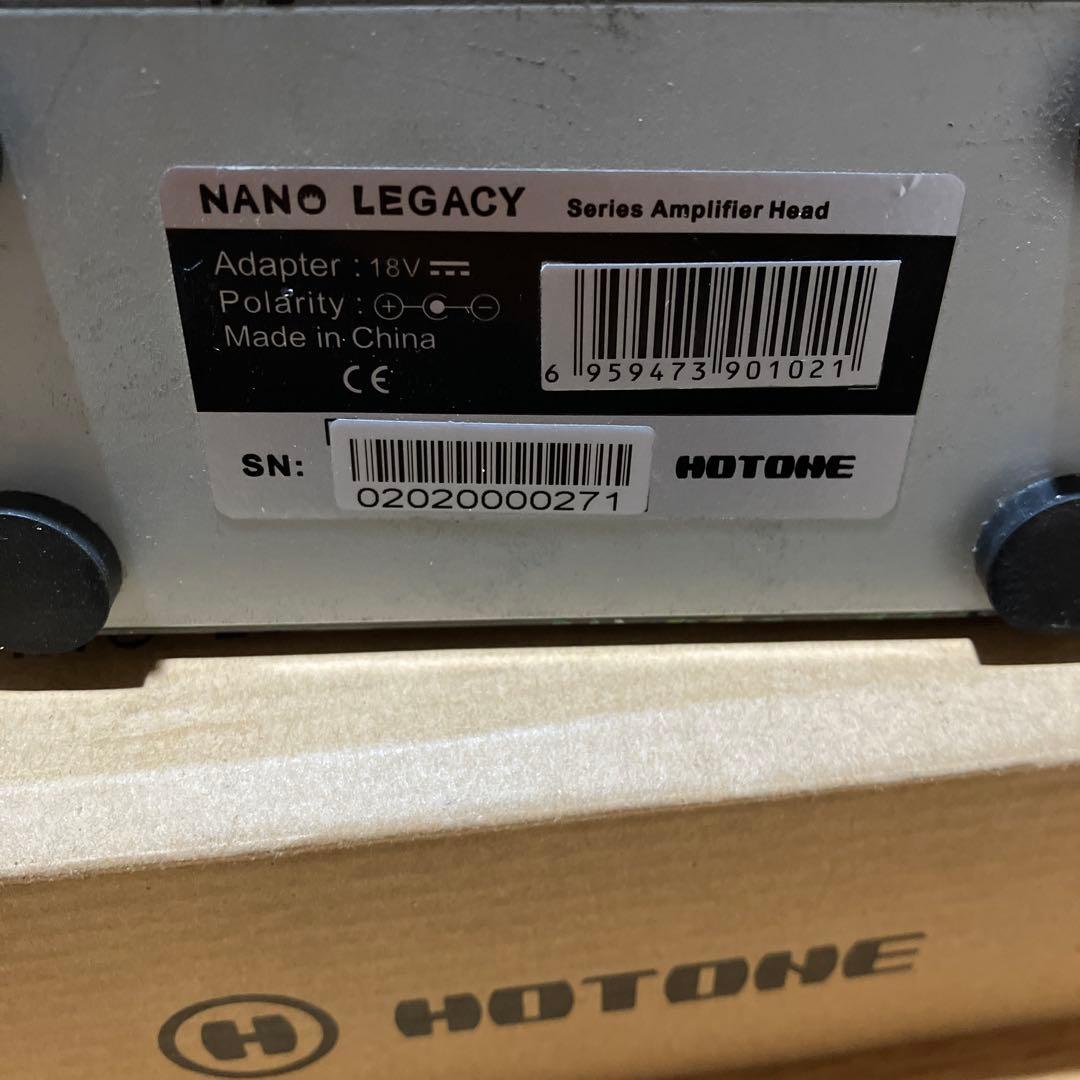 NANO LEGACY Series Amplifier Head
Adapter : 18V
Polarity : + -
Made in China
CE
6 959473 901021
SN: 02020000271
HOTONE
H HOTONE